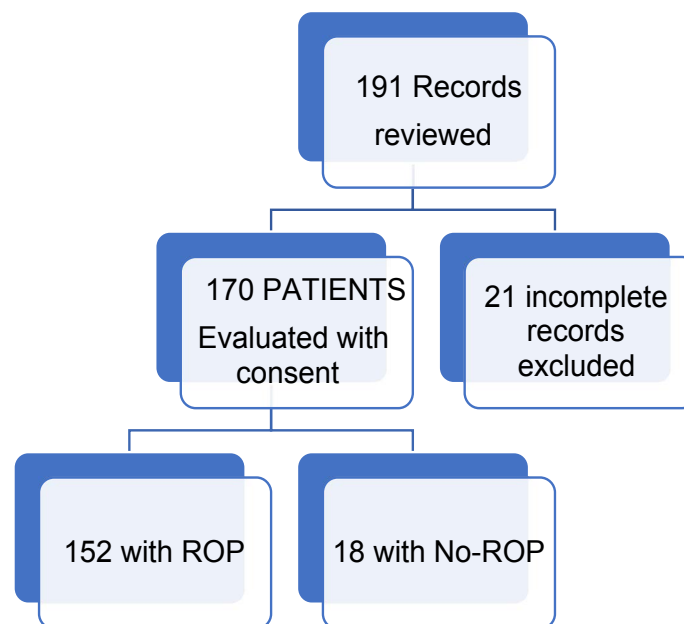 191 Records
reviewed
170 PATIENTS
Evaluated with
consent
21 incomplete
records
excluded
152 with ROP
18 with No-ROP